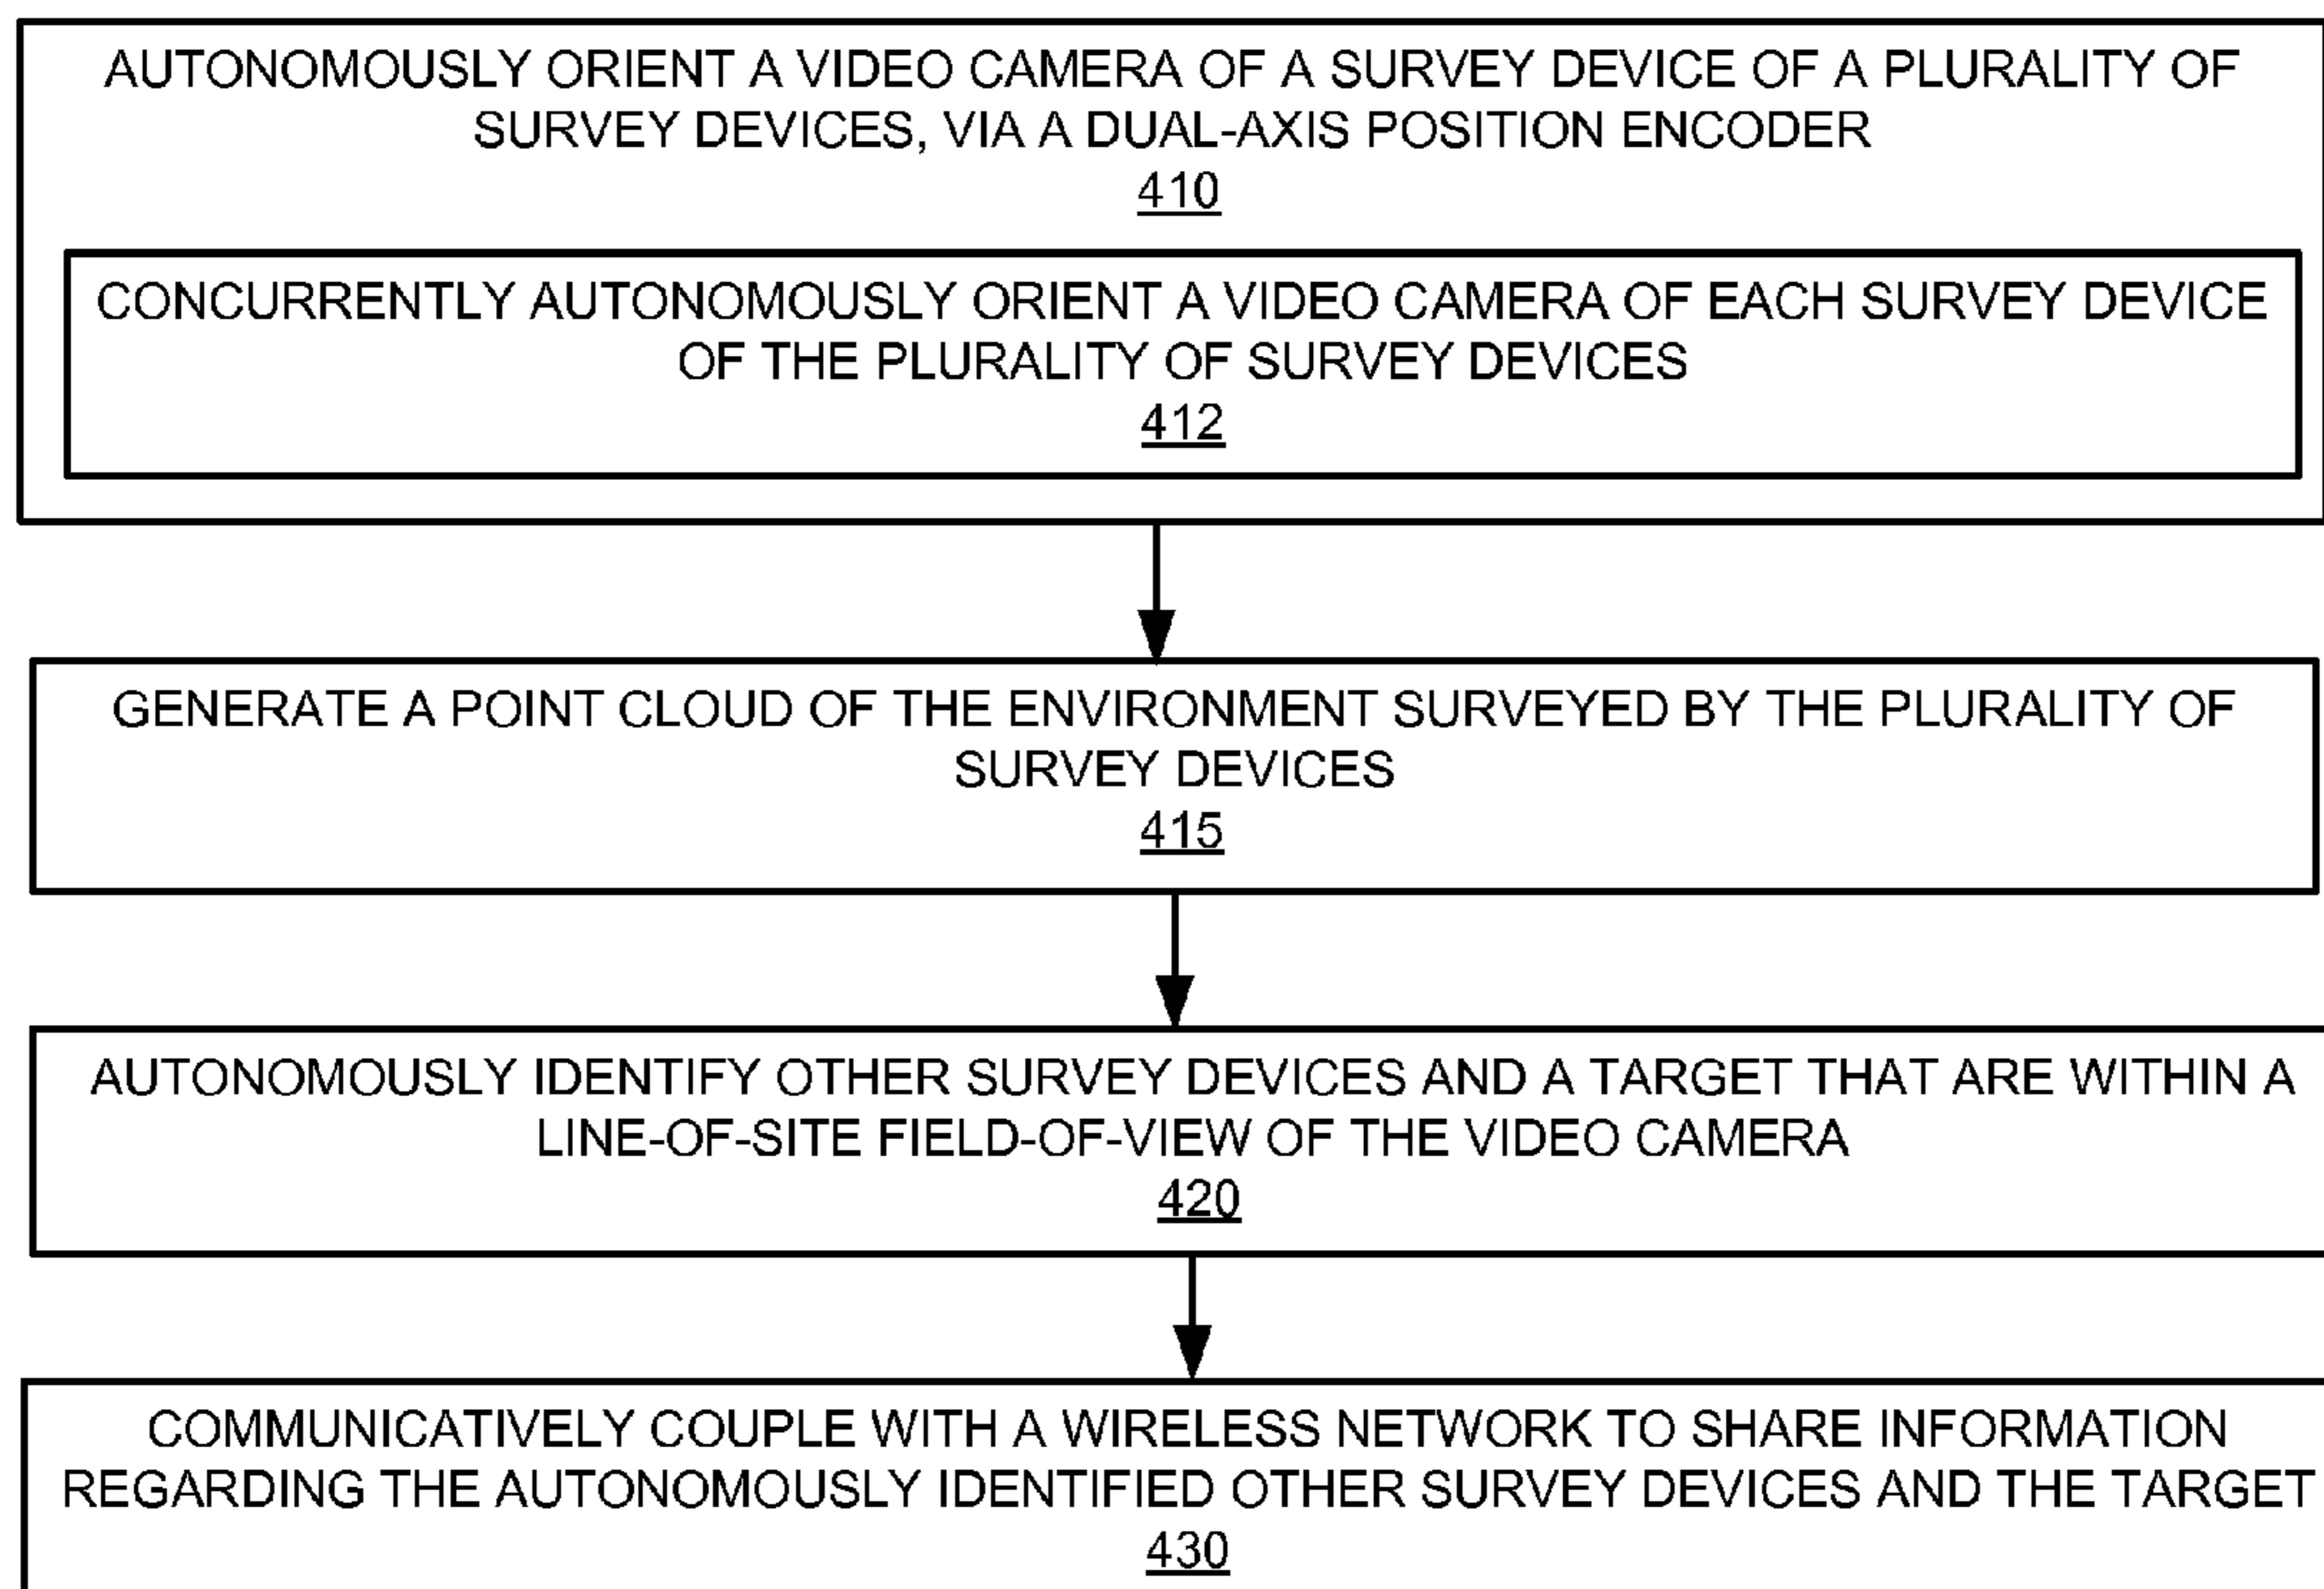 AUTONOMOUSLY ORIENT A VIDEO CAMERA OF A SURVEY DEVICE OF A PLURALITY OF
SURVEY DEVICES, VIA A DUAL-AXIS POSITION ENCODER
410
CONCURRENTLY AUTONOMOUSLY ORIENT A VIDEO CAMERA OF EACH SURVEY DEVICE
OF THE PLURALITY OF SURVEY DEVICES
412
GENERATE A POINT CLOUD OF THE ENVIRONMENT SURVEYED BY THE PLURALITY OF
SURVEY DEVICES
415
AUTONOMOUSLY IDENTIFY OTHER SURVEY DEVICES AND A TARGET THAT ARE WITHIN A
LINE-OF-SITE FIELD-OF-VIEW OF THE VIDEO CAMERA
420
COMMUNICATIVELY COUPLE WITH A WIRELESS NETWORK TO SHARE INFORMATION
REGARDING THE AUTONOMOUSLY IDENTIFIED OTHER SURVEY DEVICES AND THE TARGET
430